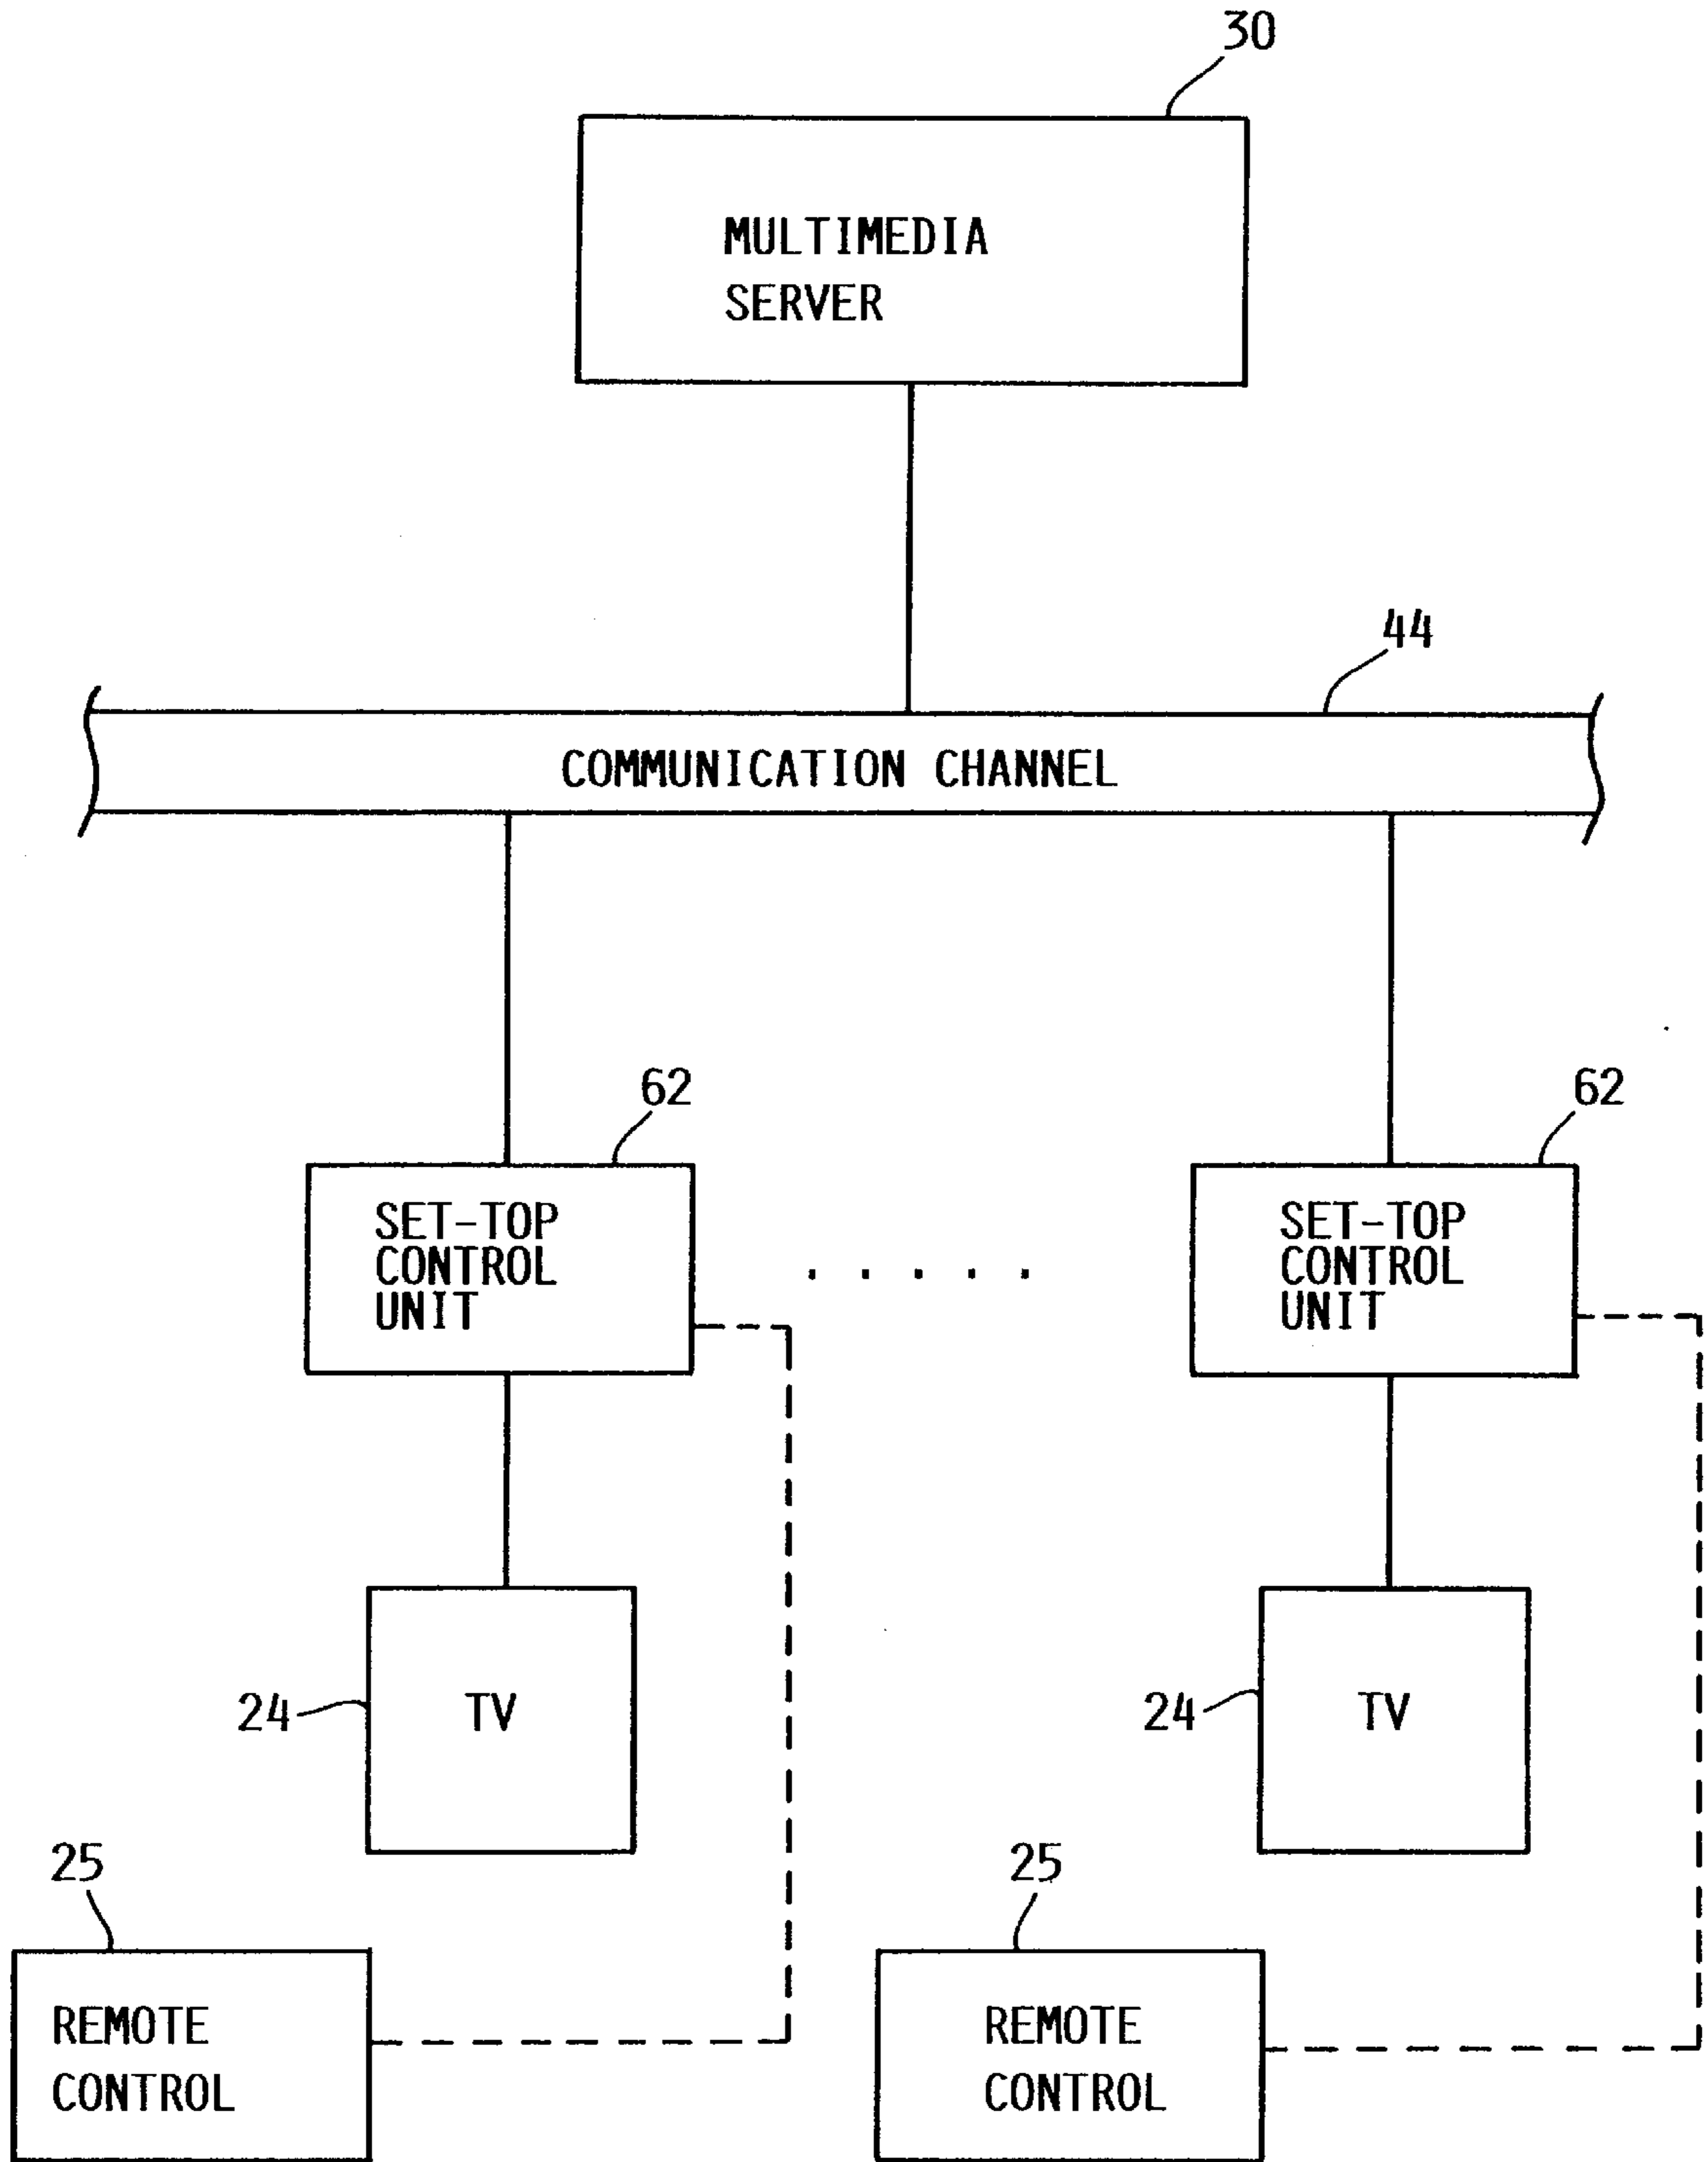 30
MULTIMEDIA
SERVER
44
COMMUNICATION CHANNEL
62
62
SET-TOP
CONTROL
UNIT
. . . . .
SET-TOP
CONTROL
UNIT
24
TV
24
TV
25
25
REMOTE
CONTROL
REMOTE
CONTROL